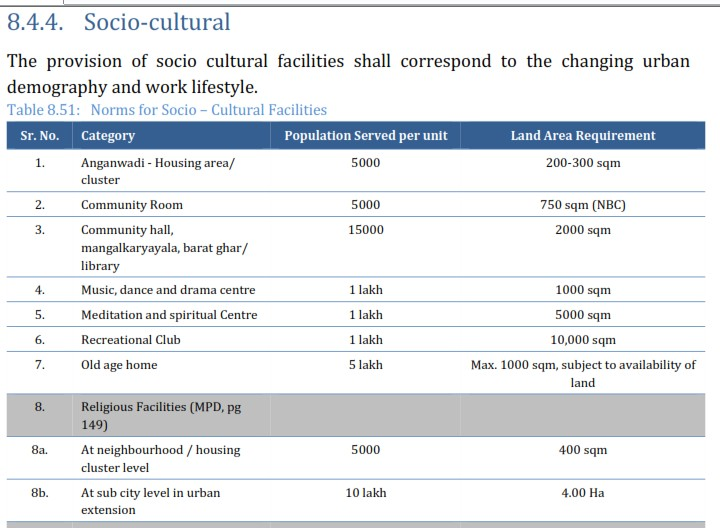 8.4.4. Socio-cultural
The provision of socio cultural facilities shall correspond to the changing urban
demography and work lifestyle.
Table 8.51: Norms for Socio – Cultural Facilities
Sr. No. Category Population Served per unit Land Area Requirement
1. Anganwadi - Housing area/ 5000 200-300 sqm
cluster
2. Community Room 5000 750 sqm (NBC)
3. Community hall, 15000 2000 sqm
mangalkaryayala, barat ghar/
library
4. Music, dance and drama centre 1 lakh 1000 sqm
5. Meditation and spiritual Centre 1 lakh 5000 sqm
6. Recreational Club 1 lakh 10,000 sqm
7. Old age home 5 lakh Max. 1000 sqm, subject to availability of
land
8. Religious Facilities (MPD, pg
149)
8a. At neighbourhood / housing 5000 400 sqm
cluster level
8b. At sub city level in urban 10 lakh 4.00 Ha
extension